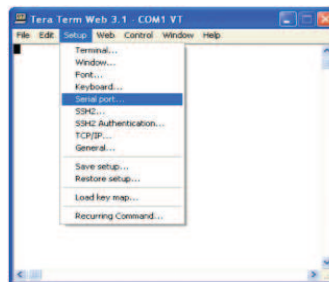 Tera Term Web 3.1 - COM1 VT
File Edit Setup Web Control Window Help
Terminal...
Window...
Font...
Keyboard...
Serial port...
SSH2...
SSH2 Authentication...
TCP/IP...
General...
Save setup...
Restore setup...
Load key map...
Recurring Command...